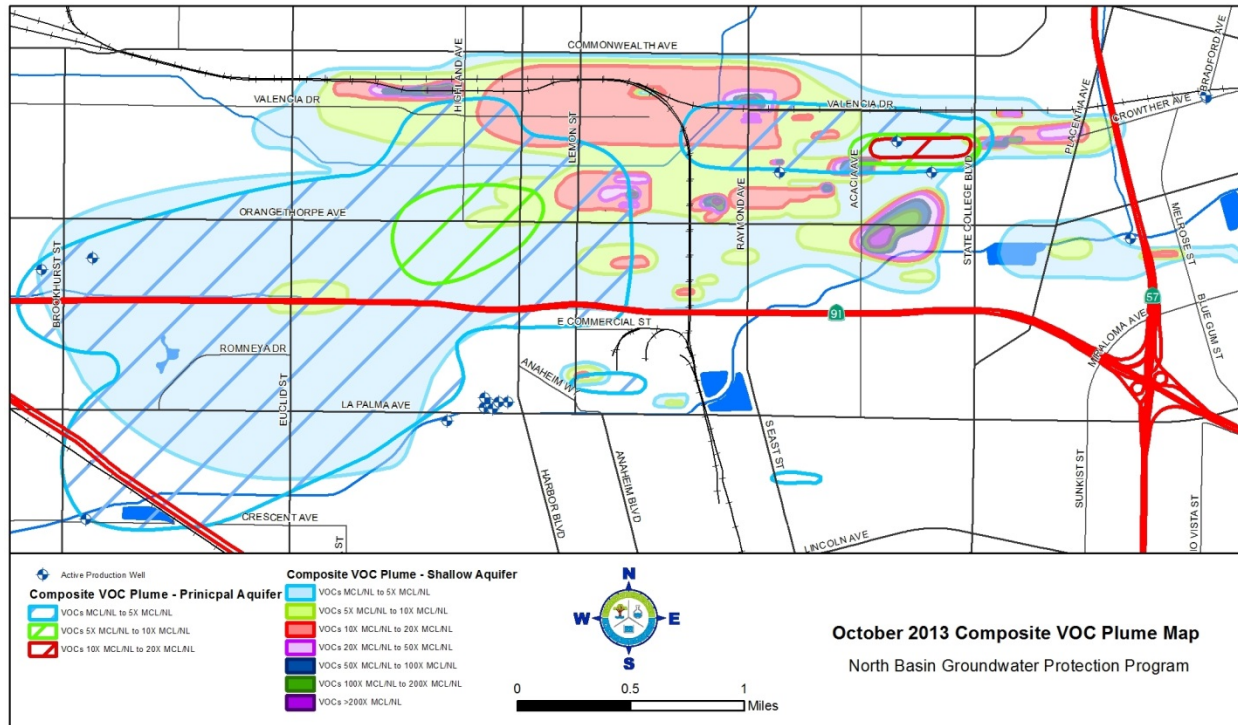 COMMONWEALTH AVE
HIGHLAND AVE
BRADFORD AVE
PLACENTIA AVE
CROWTHER AVE
VALENCIA DR
VALENCIA DR
LEMON ST
ACACIA AVE
RAYMOND AVE
STATE COLLEGE BLVD
ORANGETHORPE AVE
MELROSE ST
BROOKHURST ST
57
91
E COMMERCIAL ST
BLUE GUM ST
MIRALOMA AVE
ROMNEYA DR
ANAHEIM W
EUCLID ST
LA PALMA AVE
S EAST ST
HARBOR BLVD
ANAHEIM BLVD
SUNKIST ST
IO VISTA ST
CRESCENT AVE
ST
LINCOLN AVE
Active Production Well
Composite VOC Plume - Prinicpal Aquifer
VOCs MCL/NL to 5X MCL/NL
VOCs 5X MCL/NL to 10X MCL/NL
VOCs 10X MCL/NL to 20X MCL/NL
Composite VOC Plume - Shallow Aquifer
VOCs MCL/NL to 5X MCL/NL
VOCs 5X MCL/NL to 10X MCL/NL
VOCs 10X MCL/NL to 20X MCL/NL
VOCs 20X MCL/NL to 50X MCL/NL
VOCs 50X MCL/NL to 100X MCL/NL
VOCs 100X MCL/NL to 200X MCL/NL
VOCs >200X MCL/NL
N
W
E
S
0 0.5 1
Miles
October 2013 Composite VOC Plume Map
North Basin Groundwater Protection Program